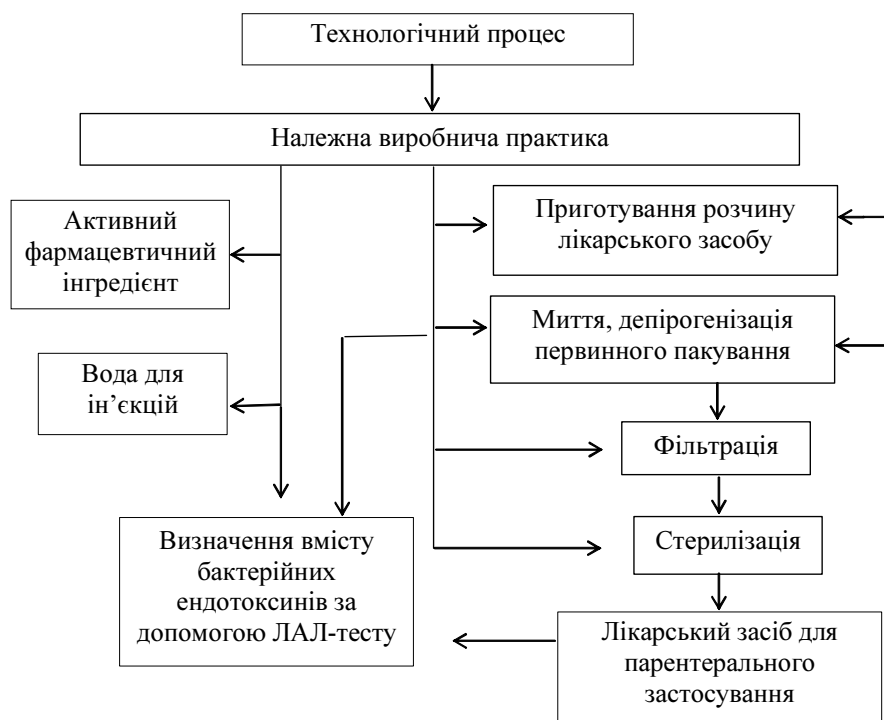 Технологічний процес
Належна виробнича практика
Активний
фармацевтичний
інгредієнт
Приготування розчину
лікарського засобу
Миття, депірогенізація
первинного пакування
Вода для
ін’єкцій
Фільтрація
Стерилізація
Визначення вмісту
бактерійних
ендотоксинів за
допомогою ЛАЛ-тесту
Лікарський засіб для
парентерального
застосування